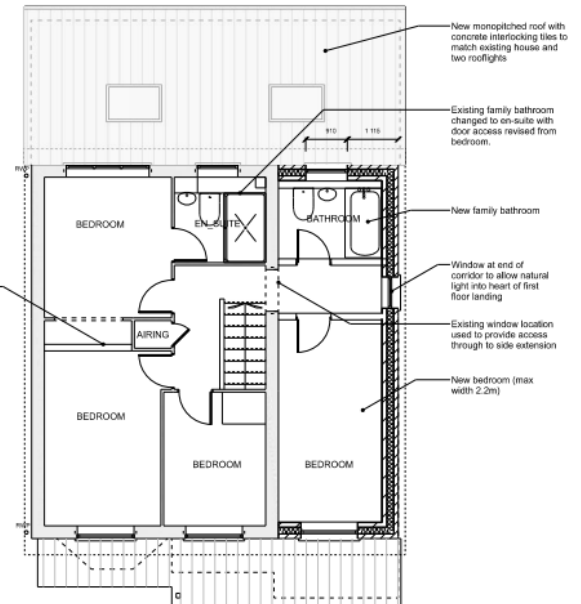 New monopitched roof with
concrete interlocking tiles to
match existing house and
two rooflights
Existing family bathroom
changed to en-suite with
door access revised from
bedroom.
910
1 115
RWP
BEDROOM
EN_SUITE
BATHROOM
New family bathroom
Window at end of
corridor to allow natural
light into heart of first
floor landing
Existing window location
used to provide access
through to side extension
AIRING
New bedroom (max
width 2.2m)
BEDROOM
BEDROOM
BEDROOM
RWP